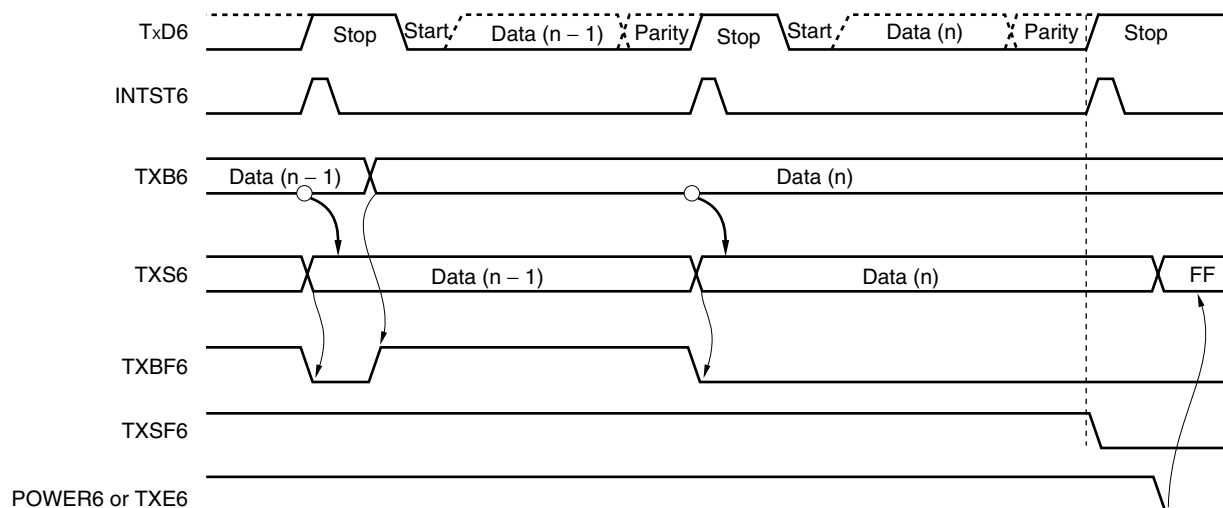 TxD6 Stop Start Data (n – 1) Parity Stop Start Data (n) Parity Stop
INTST6
TXB6 Data (n – 1) Data (n)
TXS6 Data (n – 1) Data (n) FF
TXBF6
TXSF6
POWER6 or TXE6